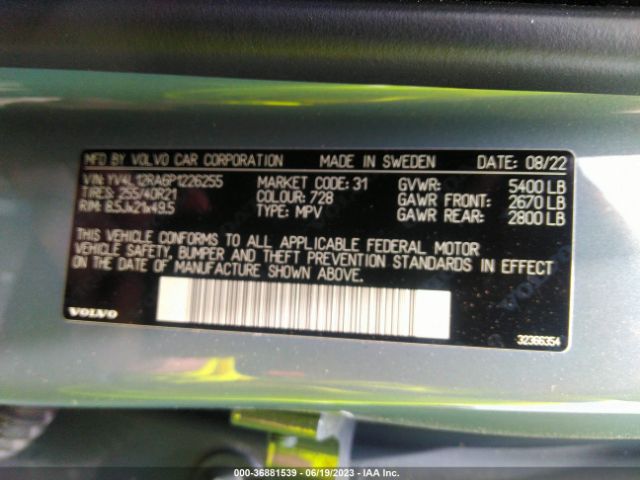 MFD BY VOLVO CAR CORPORATION MADE IN SWEDEN DATE: 08/22
VIN: YV4L12RA6P1226255 MARKET CODE: 31 GVWR: 5400 LB
TIRES: 255/40R21 COLOUR: 728 GAWR FRONT: 2670 LB
RIM: 8.5Jx21x49.5 TYPE: MPV GAWR REAR: 2800 LB
THIS VEHICLE CONFORMS TO ALL APPLICABLE FEDERAL MOTOR
VEHICLE SAFETY, BUMPER AND THEFT PREVENTION STANDARDS IN EFFECT
ON THE DATE OF MANUFACTURE SHOWN ABOVE.
VOLVO
32366354
000-36881539 - 06/19/2023 - IAA Inc.